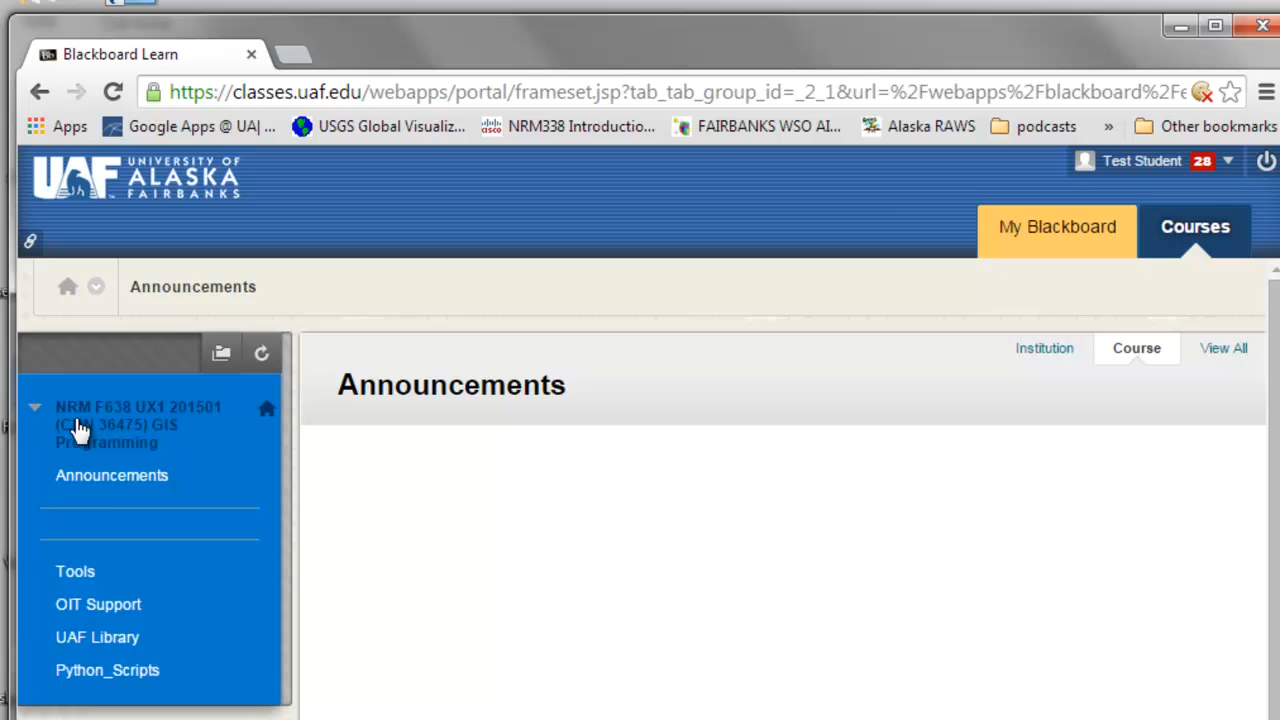 Blackboard Learn
https://classes.uaf.edu/webapps/portal/frameset.jsp?tab_tab_group_id=_2_1&url=%2Fwebapps%2Fblackboard%2Fe
Apps Google Apps @ UA| ... USGS Global Visualiz... NRM338 Introductio... FAIRBANKS WSO AI... Alaska RAWS podcasts » Other bookmarks
UAF UNIVERSITY OF
ALASKA
FAIRBANKS
Test Student 28
My Blackboard Courses
Announcements
Institution Course View All
Announcements
NRM F638 UX1 201501
36475) GIS
Announcements
Tools
OIT Support
UAF Library
Python_Scripts